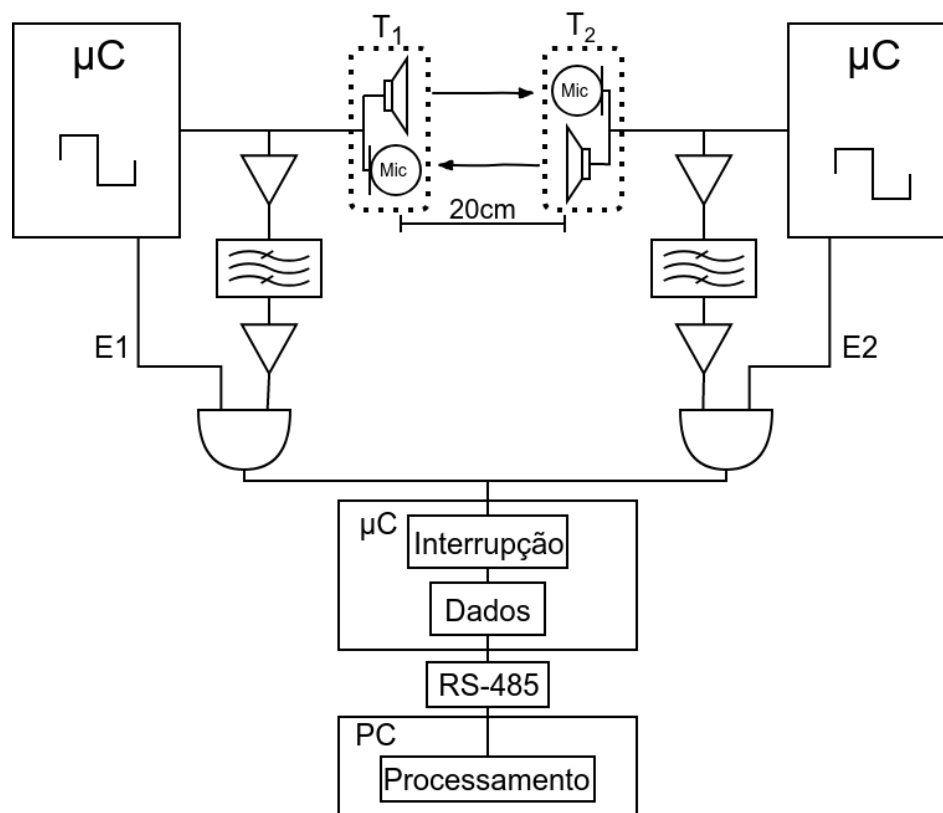 T1
T2
µC
µC
Mic
Mic
20cm
E1
E2
µC
Interrupção
Dados
RS-485
PC
Processamento